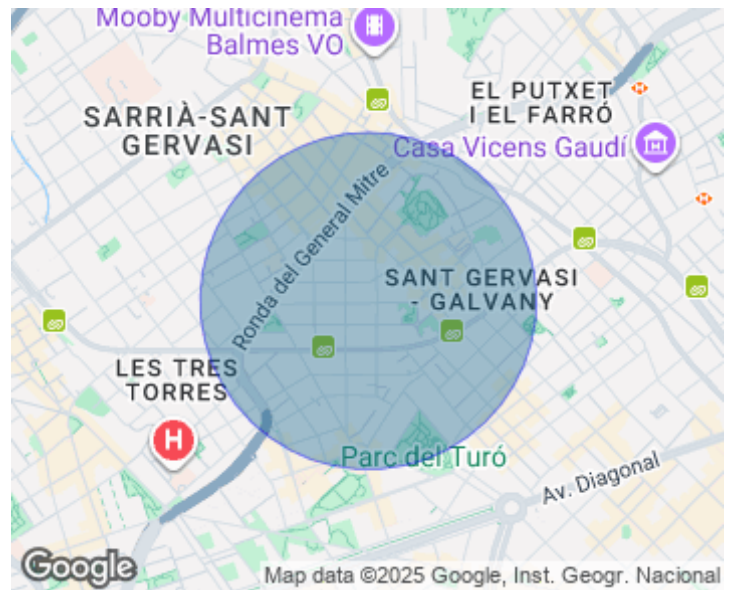 Mooby Multicinema
Balmes VO
EL PUTXET
I EL FARRÓ
SARRIÀ-SANT
GERVASI
Casa Vicens Gaudí
Ronda del General Mitre
SANT GERVASI
- GALVANY
LES TRES
TORRES
H
Parc del Turó
Av. Diagonal
Google
Map data ©2025 Google, Inst. Geogr. Nacional